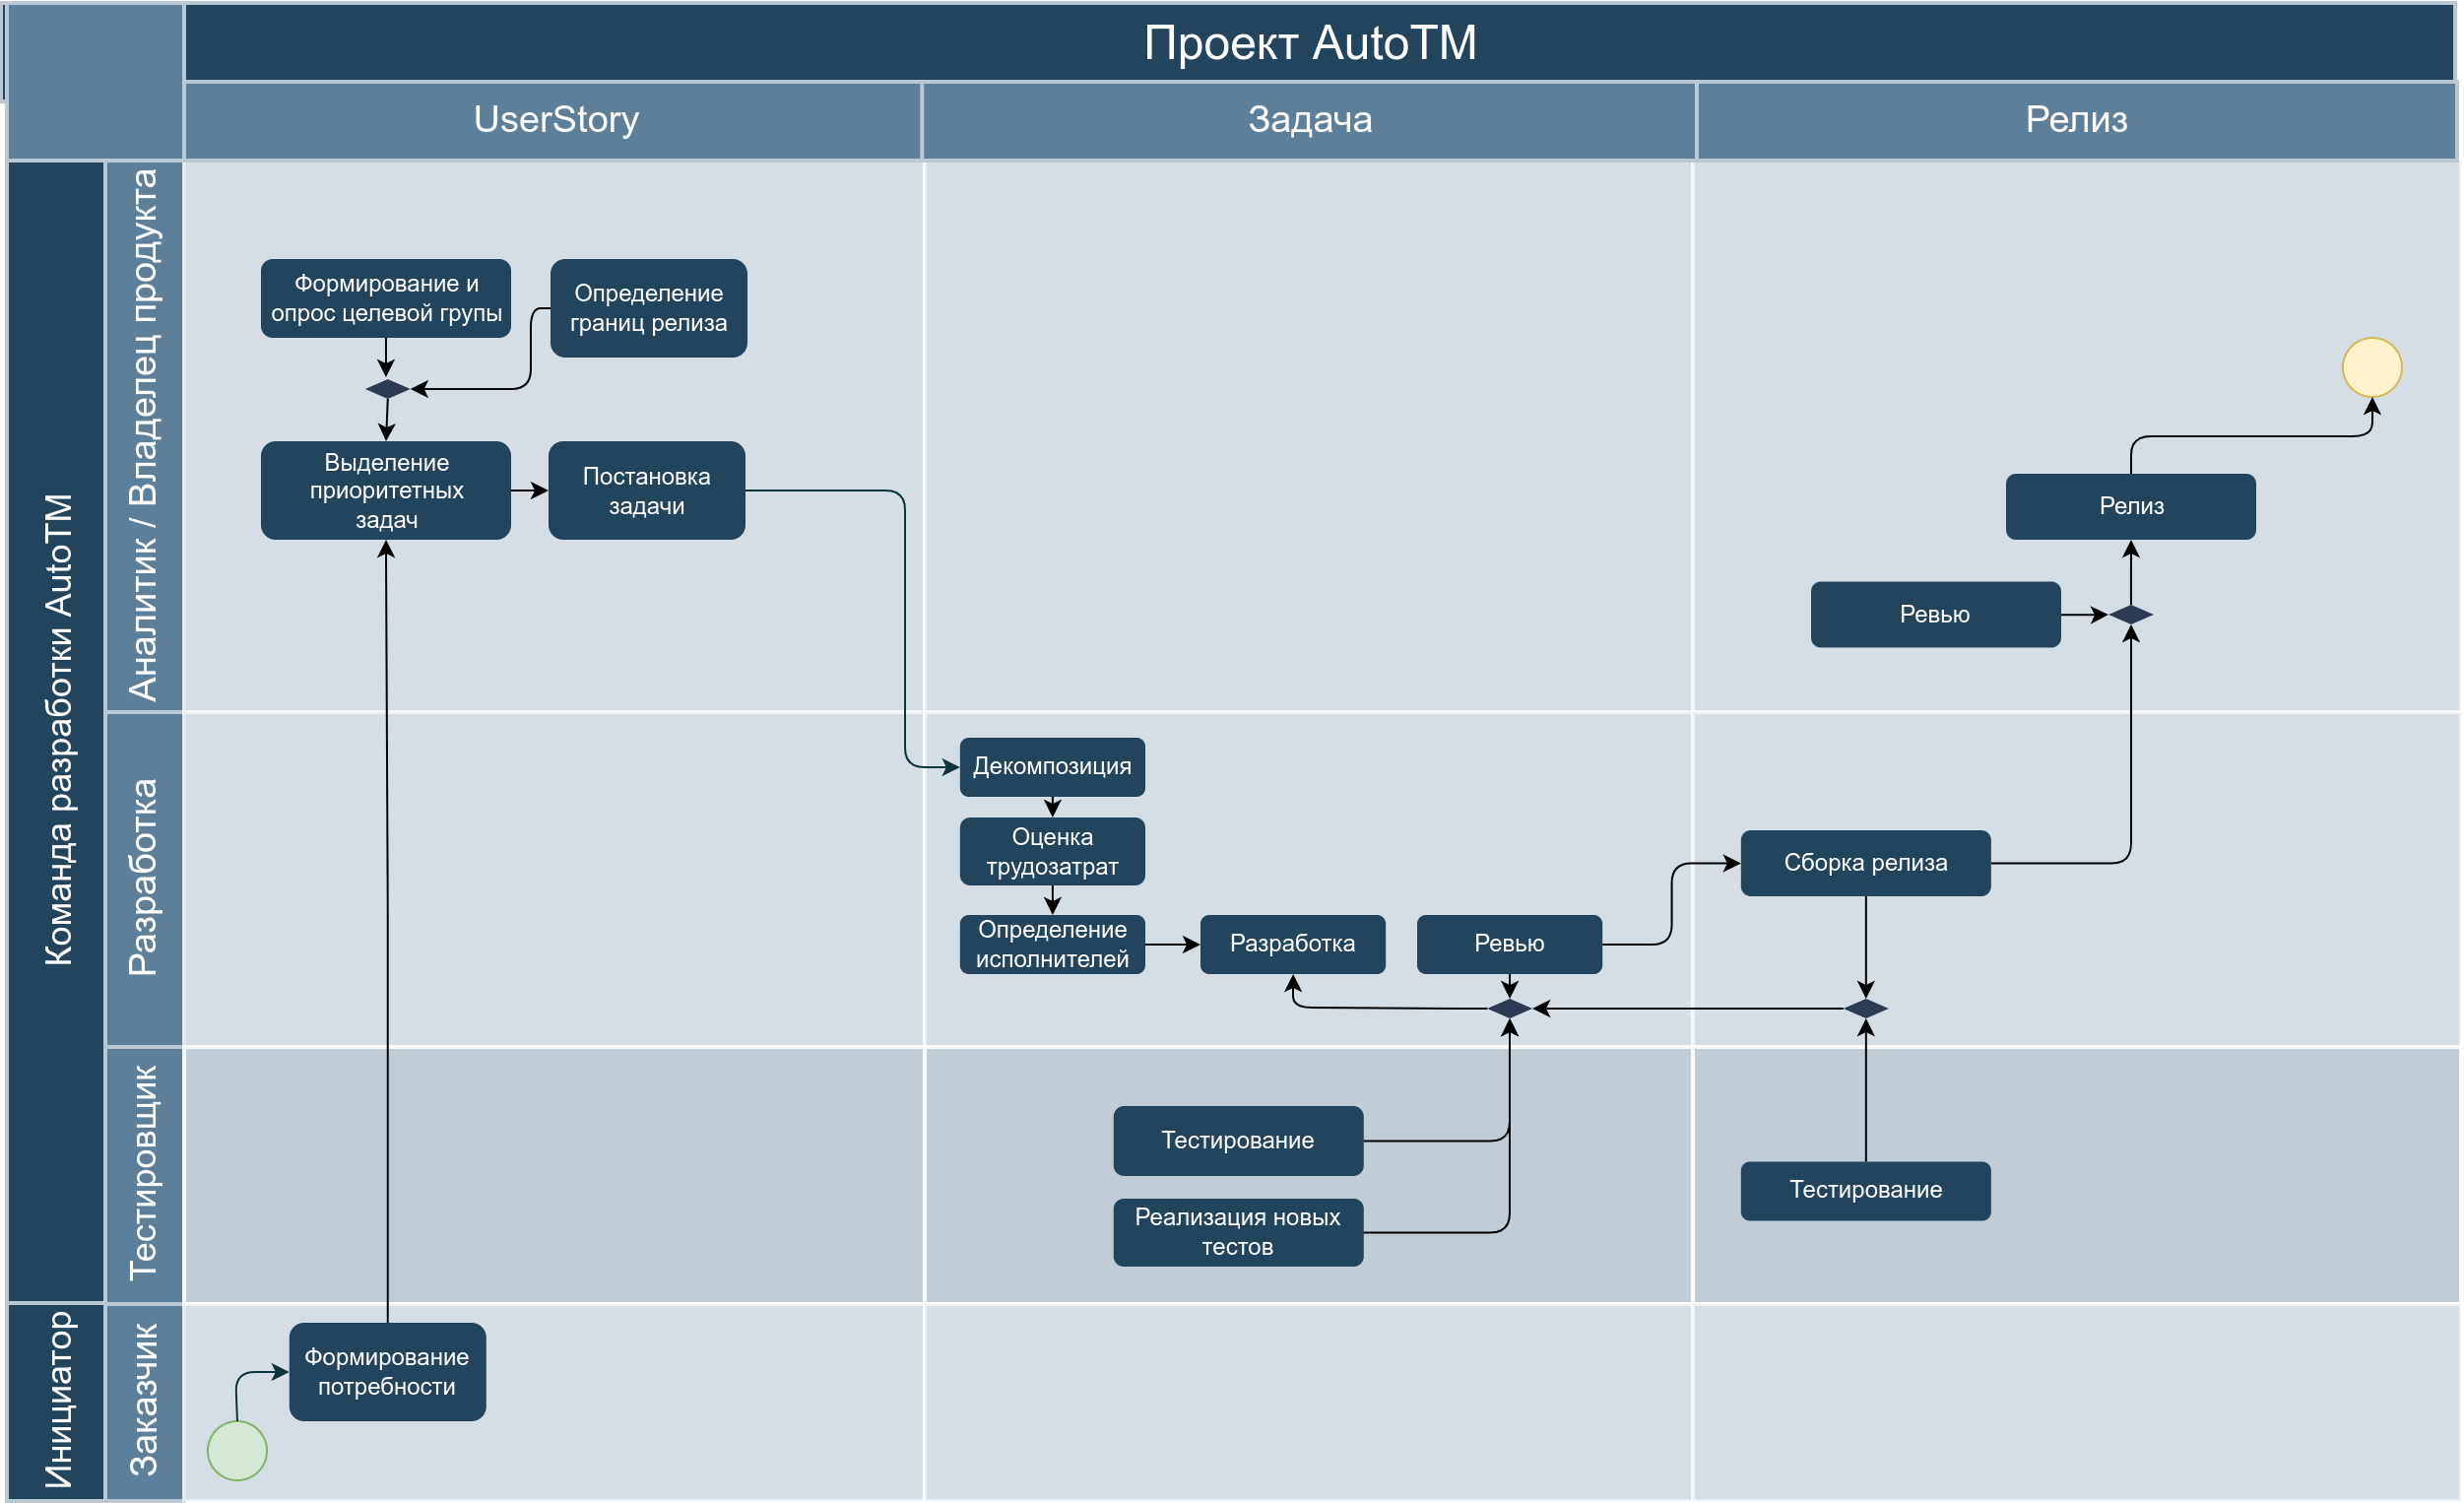 Проект AutoTM
UserStory
Задача
Релиз
Команда разработки AutoTM
Аналитик / Владелец продукта
Формирование и
опрос целевой групы
Определение
границ релиза
Выделение
приоритетных
задач
Постановка
задачи
Релиз
Ревью
Разработка
Декомпозиция
Оценка
трудозатрат
Определение
исполнителей
Разработка
Ревью
Сборка релиза
Тестировщик
Тестирование
Реализация новых
тестов
Тестирование
Инициатор
Заказчик
Формирование
потребности